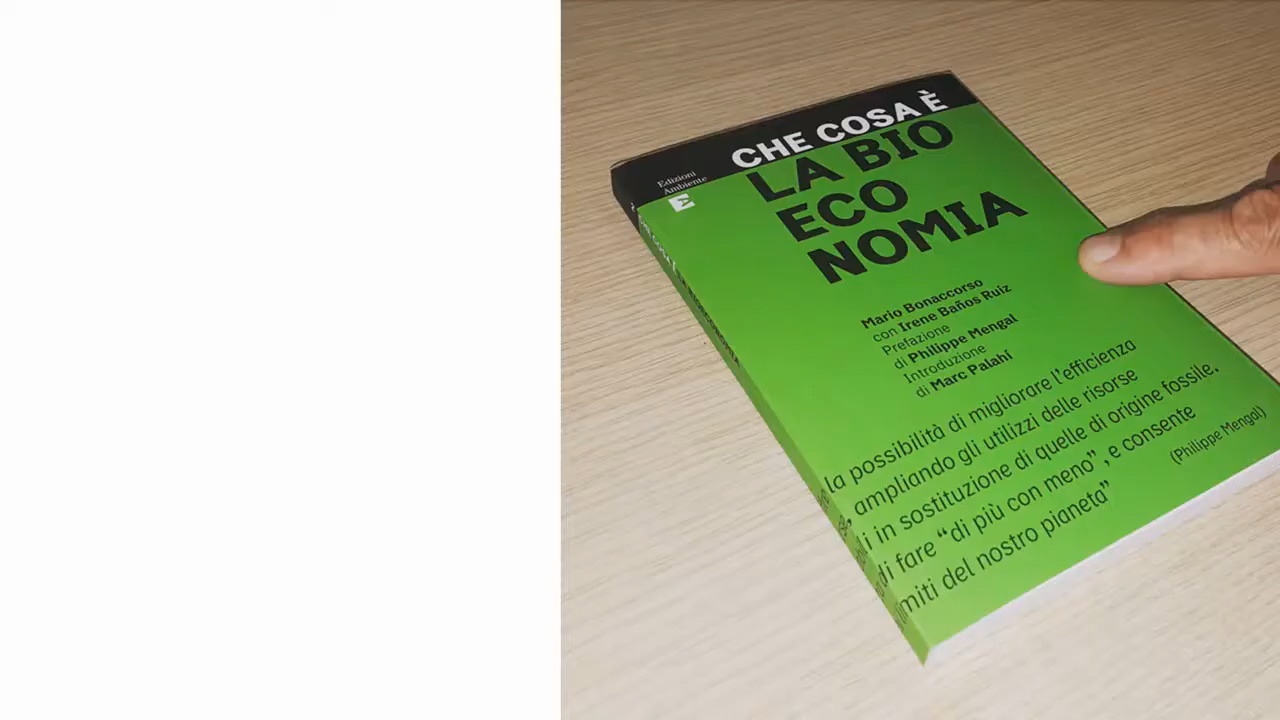 CHE COSA È
LA BIO
ECO
NOMIA
Edizioni
Ambiente
Mario Bonaccorso
con Irene Baños Ruiz
Prefazione
di Philippe Mengal
Introduzione
di Marc Palahí
la possibilità di migliorare l'efficienza
ampliando gli utilizzi delle risorse
i in sostituzione di quelle di origine fossile.
di fare “di più con meno”, e consente
miti del nostro pianeta”
(Philippe Mengal)